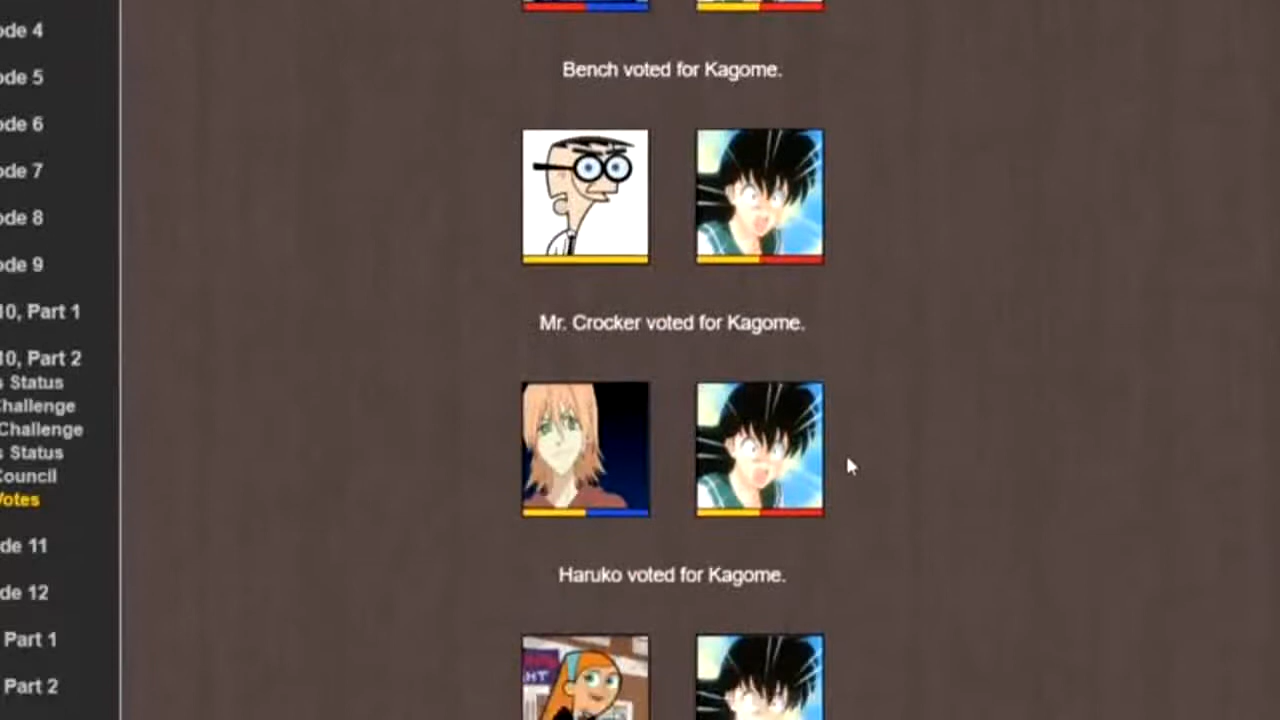 ode 4
ode 5
ode 6
ode 7
ode 8
ode 9
10, Part 1
10, Part 2
s Status
Challenge
Challenge
s Status
Council
Votes
de 11
de 12
Part 1
Part 2
Bench voted for Kagome.
Mr. Crocker voted for Kagome.
Haruko voted for Kagome.
HT